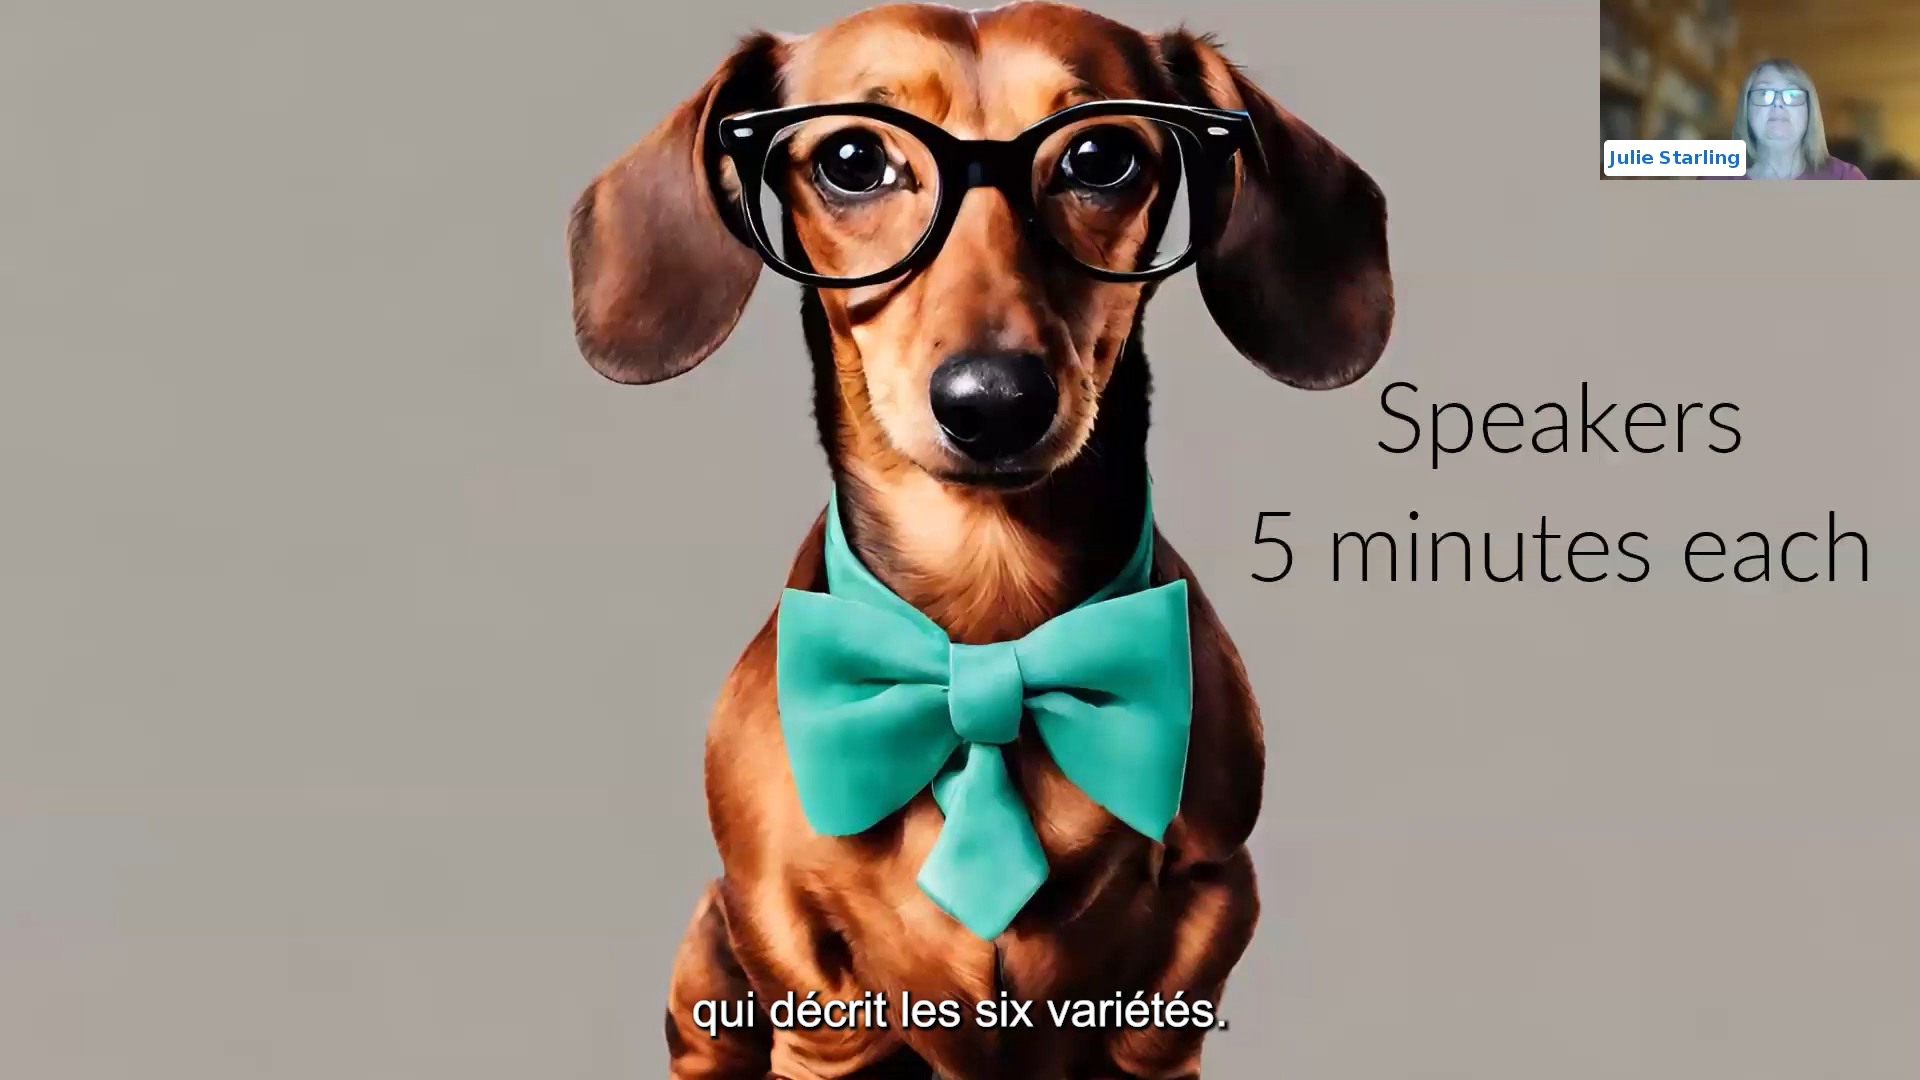 Julie Starling
Speakers
5 minutes each
qui décrit les six variétés.